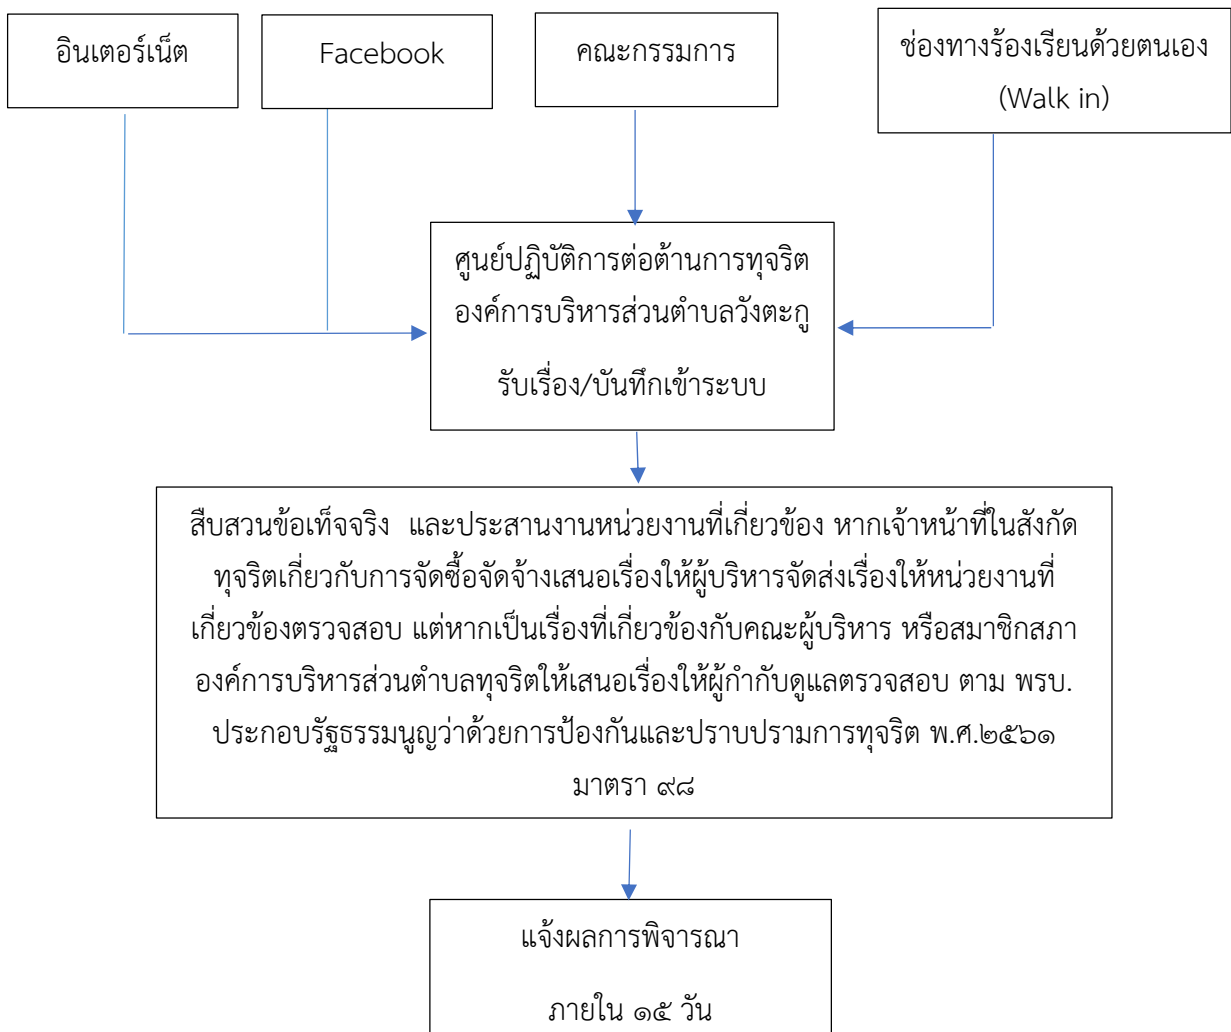 อินเตอร์เน็ต
Facebook
คณะกรรมการ
ช่องทางร้องเรียนด้วยตนเอง
(Walk in)
ศูนย์ปฏิบัติการต่อต้านการทุจริต
องค์การบริหารส่วนตำบลวังตะกู
รับเรื่อง/บันทึกเข้าระบบ
สืบสวนข้อเท็จจริง และประสานงานหน่วยงานที่เกี่ยวข้อง หากเจ้าหน้าที่ในสังกัด
ทุจริตเกี่ยวกับการจัดซื้อจัดจ้างเสนอเรื่องให้ผู้บริหารจัดส่งเรื่องให้หน่วยงานที่
เกี่ยวข้องตรวจสอบ แต่หากเป็นเรื่องที่เกี่ยวข้องกับคณะผู้บริหาร หรือสมาชิกสภา
องค์การบริหารส่วนตำบลทุจริตให้เสนอเรื่องให้ผู้กำกับดูแลตรวจสอบ ตาม พรบ.
ประกอบรัฐธรรมนูญว่าด้วยการป้องกันและปราบปรามการทุจริต พ.ศ.๒๕๖๑
มาตรา ๙๘
แจ้งผลการพิจารณา
ภายใน ๑๕ วัน